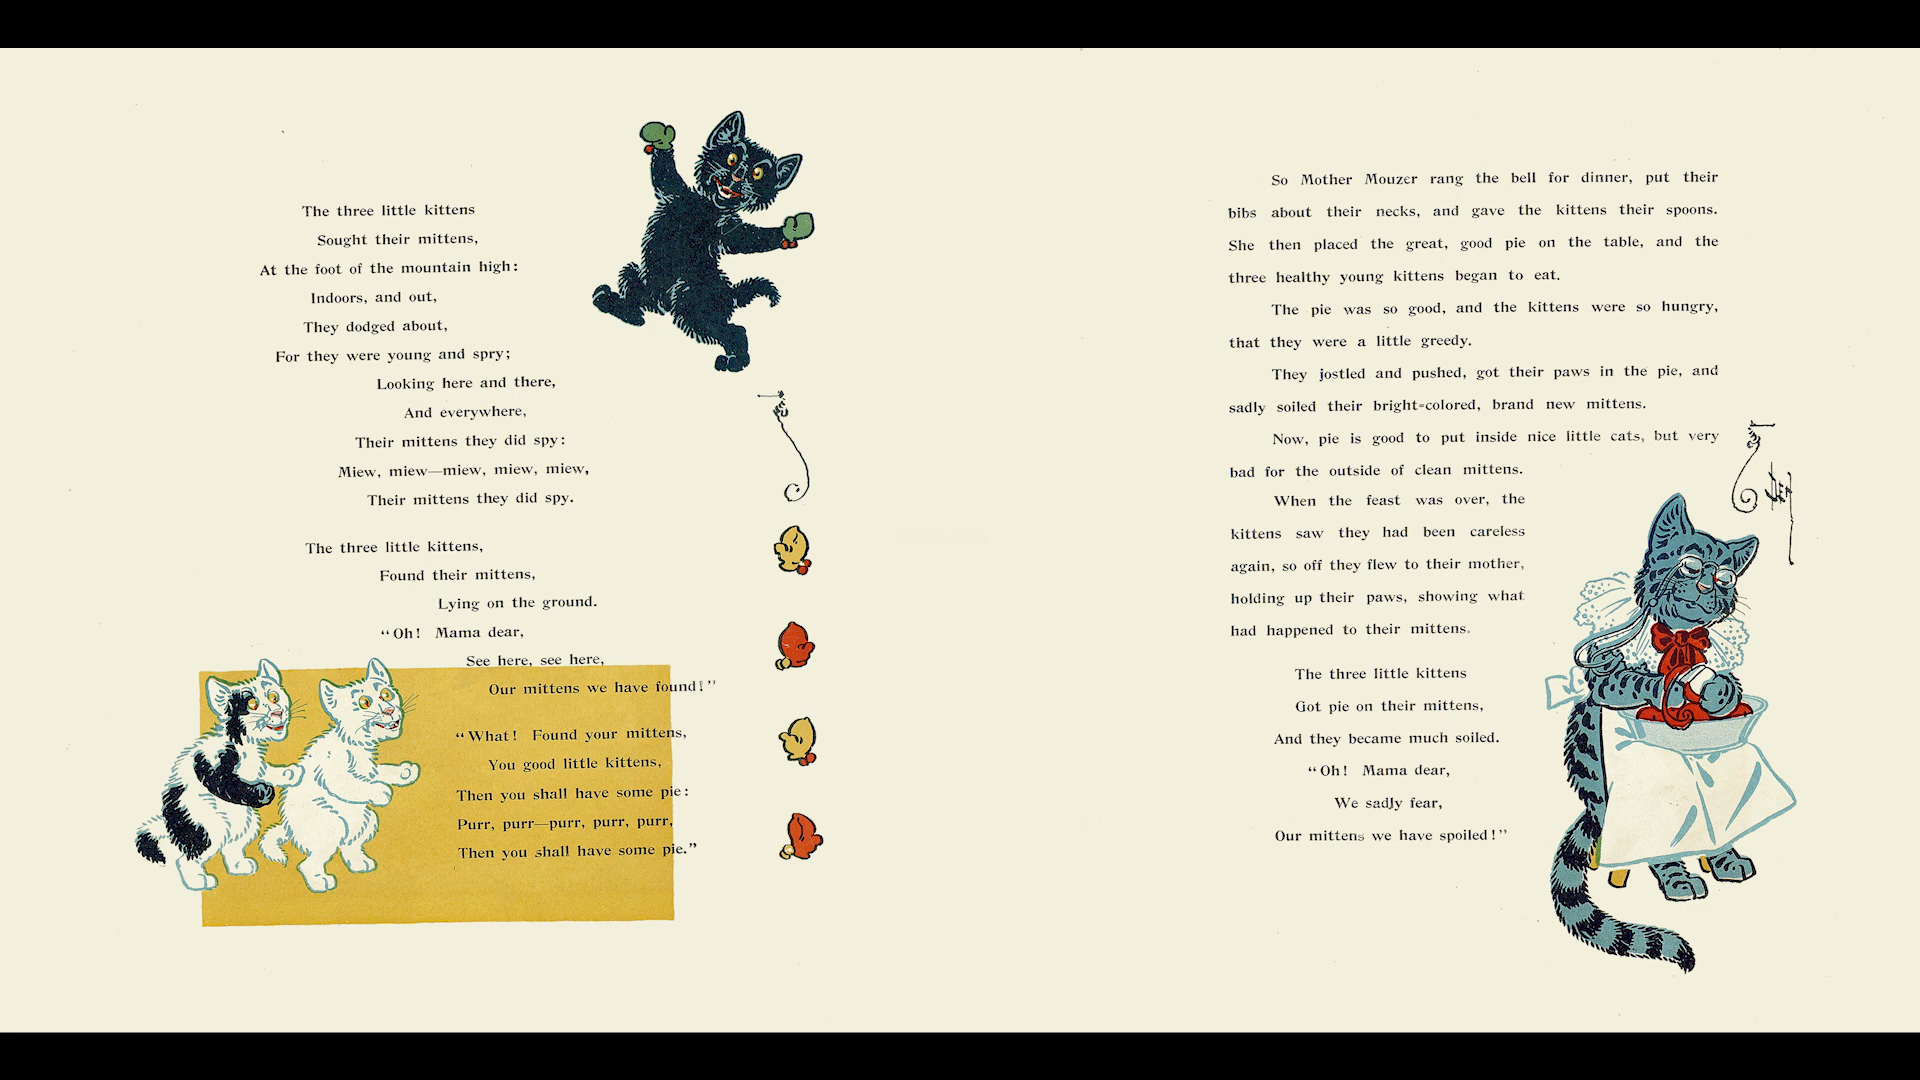 The three little kittens
Sought their mittens,
At the foot of the mountain high:
Indoors, and out,
They dodged about,
For they were young and spry;
Looking here and there,
And everywhere,
Their mittens they did spy:
Miew, miew—miew, miew, miew,
Their mittens they did spy.
The three little kittens,
Found their mittens,
Lying on the ground.
“Oh! Mama dear,
See here, see here,
Our mittens we have found!”
“What! Found your mittens,
You good little kittens,
Then you shall have some pie:
Purr, purr—purr, purr, purr,
Then you shall have some pie.”
So Mother Mouzer rang the bell for dinner, put their
bibs about their necks, and gave the kittens their spoons.
She then placed the great, good pie on the table, and the
three healthy young kittens began to eat.
The pie was so good, and the kittens were so hungry,
that they were a little greedy.
They jostled and pushed, got their paws in the pie, and
sadly soiled their bright-colored, brand new mittens.
Now, pie is good to put inside nice little cats, but very
bad for the outside of clean mittens.
When the feast was over, the
kittens saw they had been careless
again, so off they flew to their mother,
holding up their paws, showing what
had happened to their mittens.
The three little kittens
Got pie on their mittens,
And they became much soiled.
“Oh! Mama dear,
We sadly fear,
Our mittens we have spoiled!”